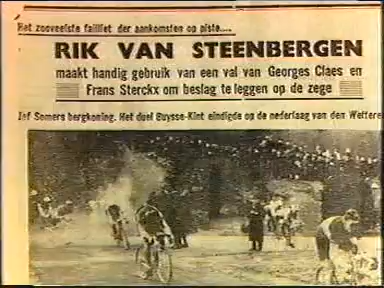 Het zooveelste failliet der aankomsten op piste....
RIK VAN STEENBERGEN
maakt handig gebruik van een val van Georges Claes en
Frans Sterckx om beslag te leggen op de zege
Jef Somers bergkoning. Het duel Buysse-Kint eindigde op de nederlaag van den Wettere